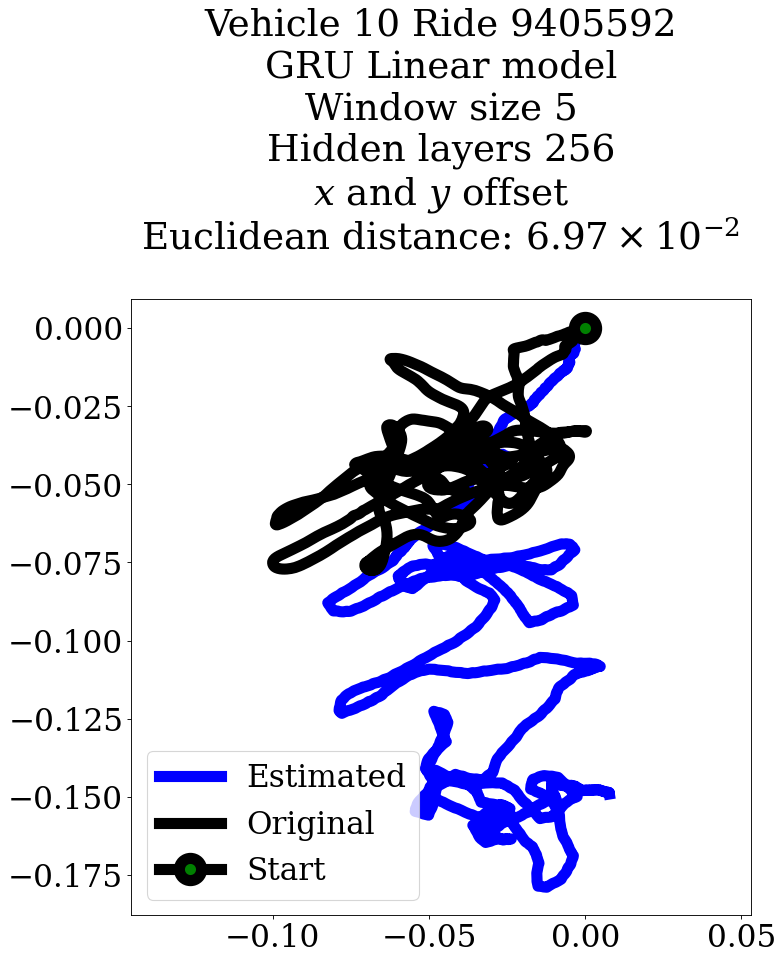 Vehicle 10 Ride 9405592
GRU Linear model
Window size 5
Hidden layers 256
x and y offset
Euclidean distance: 6.97 × 10⁻²
0.000
−0.025
−0.050
−0.075
−0.100
−0.125
−0.150
−0.175
Estimated
Original
Start
−0.10 −0.05 0.00 0.05